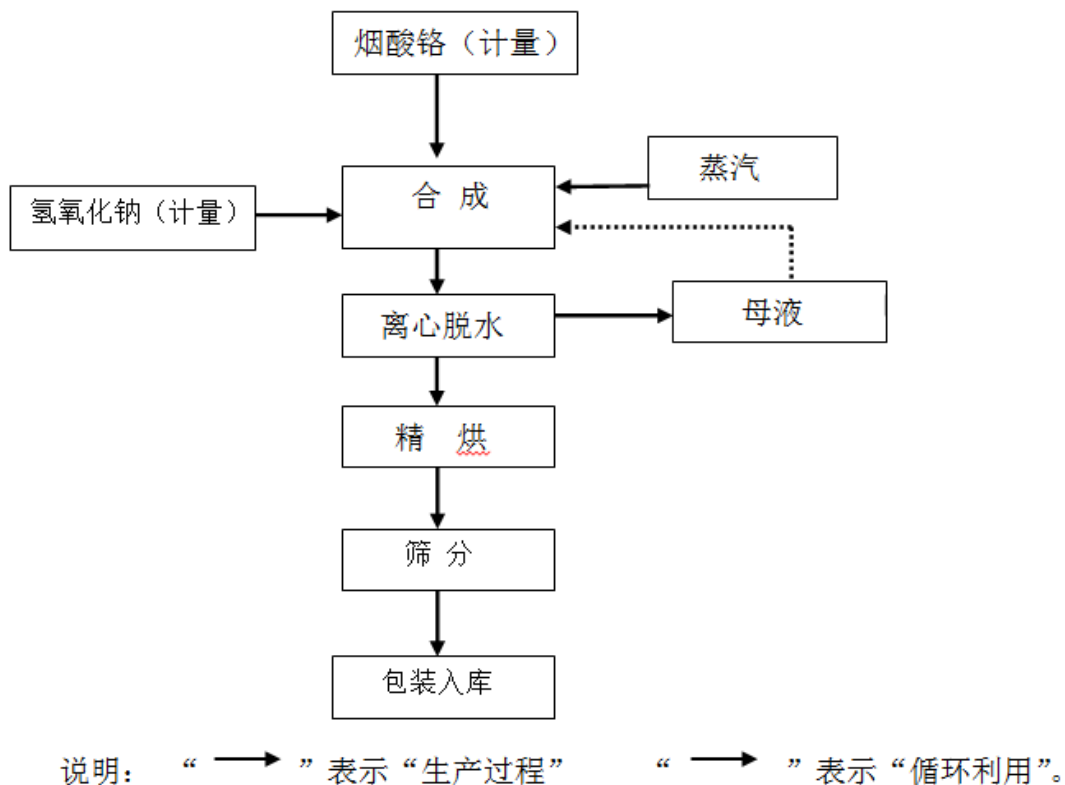 烟酸铬（计量）
合 成
蒸汽
氢氧化钠（计量）
离心脱水
母液
精 烘
筛 分
包装入库
说明： “ ” 表示“生产过程” “ ” 表示“循环利用”。